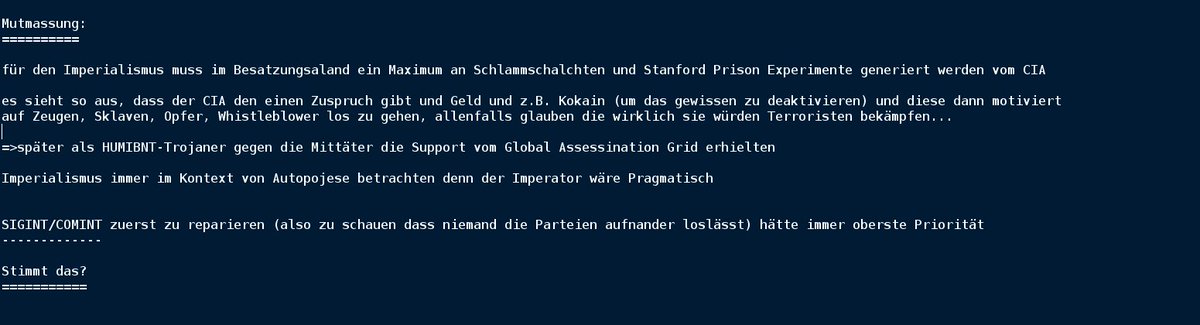 Mutmassung:
==========
für den Imperialismus muss im Besatzungsaland ein Maximum an Schlammschalchten und Stanford Prison Experimente generiert werden vom CIA
es sieht so aus, dass der CIA den einen Zuspruch gibt und Geld und z.B. Kokain (um das gewissen zu deaktivieren) und diese dann motiviert
auf Zeugen, Sklaven, Opfer, Whistleblower los zu gehen, allenfalls glauben die wirklich sie würden Terroristen bekämpfen...
=>später als HUMIBNT-Trojaner gegen die Mittäter die Support vom Global Assessination Grid erhielten
Imperialismus immer im Kontext von Autopojese betrachten denn der Imperator wäre Pragmatisch
SIGINT/COMINT zuerst zu reparieren (also zu schauen dass niemand die Parteien aufnander loslässt) hätte immer oberste Priorität
-------------
Stimmt das?
===========